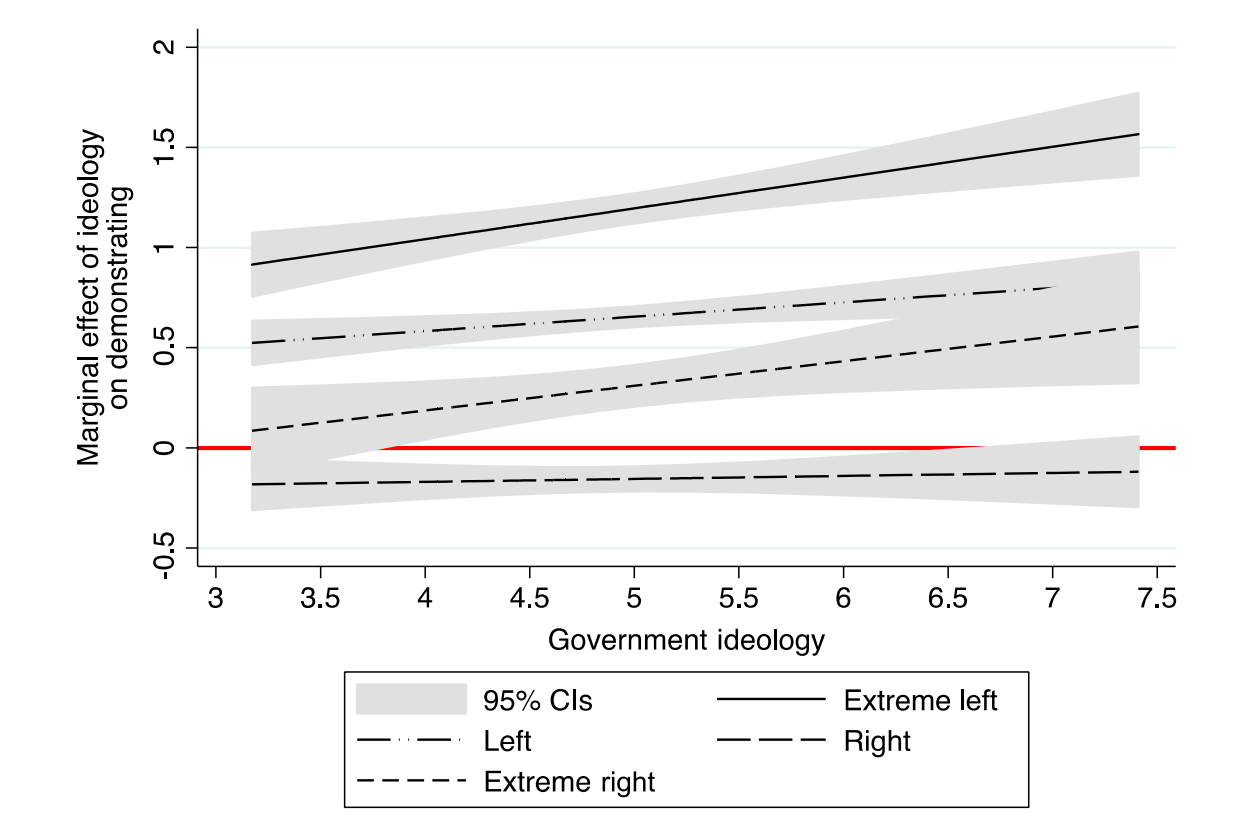 Marginal effect of ideology
on demonstrating
2
1.5
1
0.5
0
-0.5
3 3.5 4 4.5 5 5.5 6 6.5 7 7.5
Government ideology
95% CIs Extreme left
Left Right
Extreme right